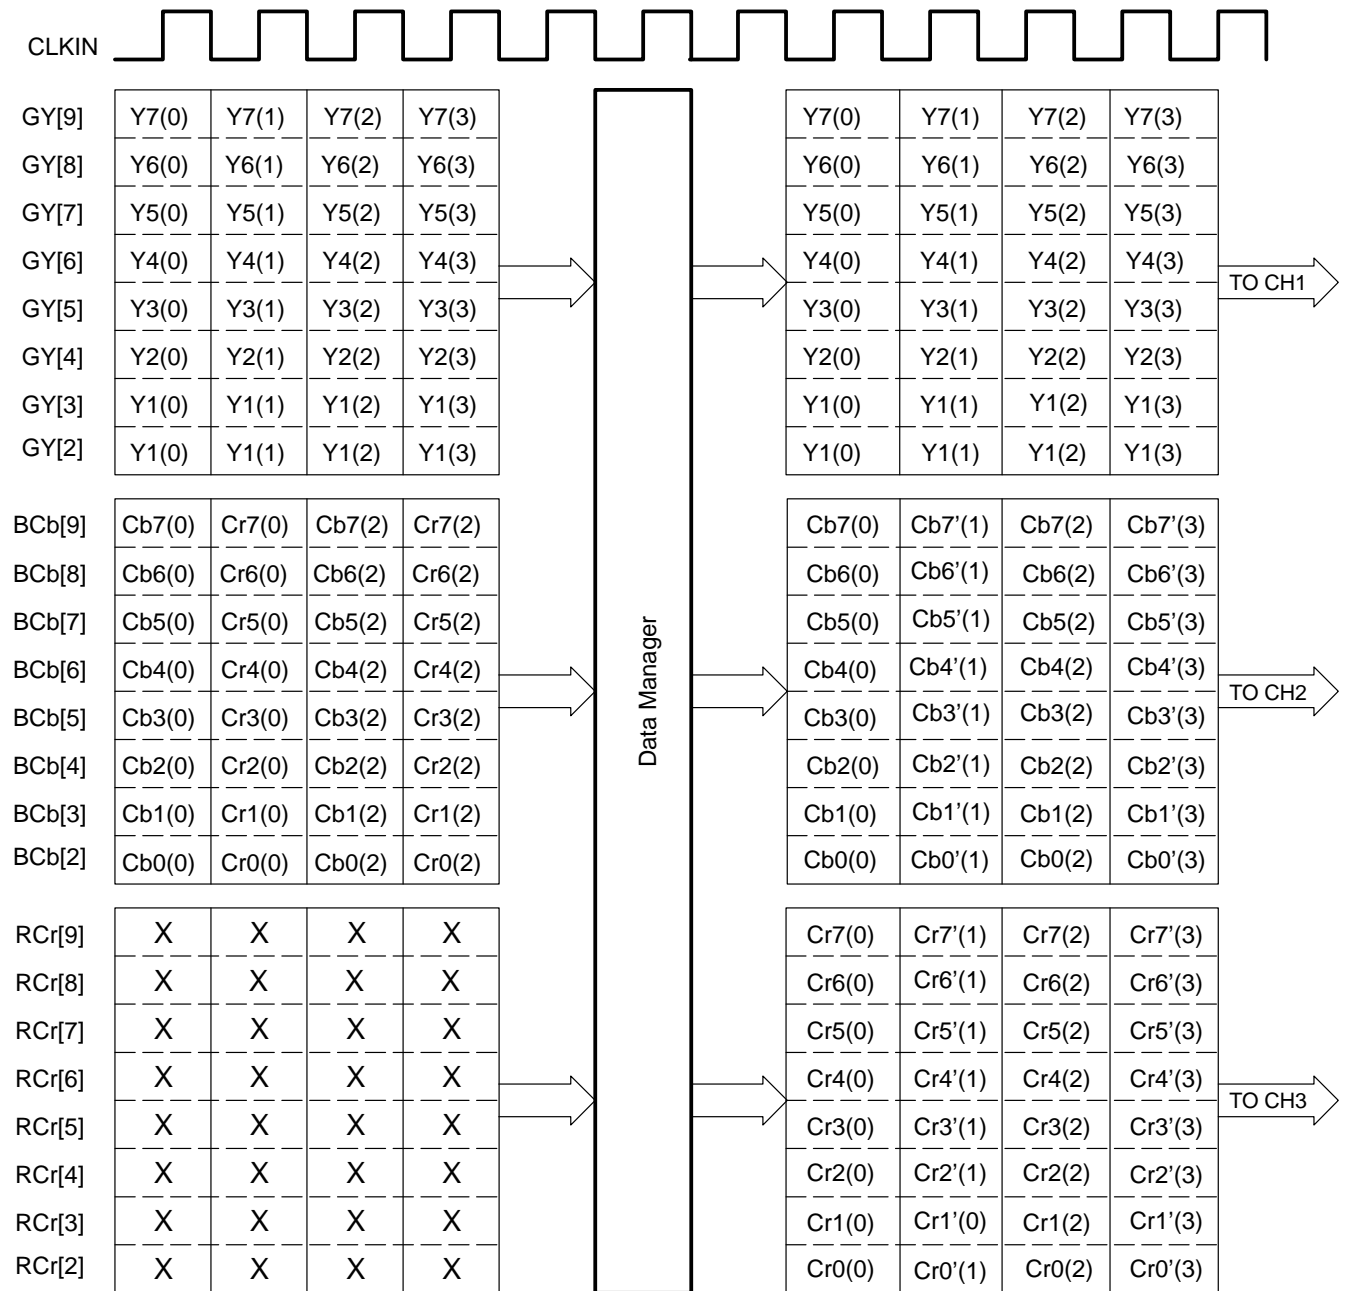 CLKIN
GY[9] Y7(0) Y7(1) Y7(2) Y7(3) Y7(0) Y7(1) Y7(2) Y7(3)
GY[8] Y6(0) Y6(1) Y6(2) Y6(3) Y6(0) Y6(1) Y6(2) Y6(3)
GY[7] Y5(0) Y5(1) Y5(2) Y5(3) Y5(0) Y5(1) Y5(2) Y5(3)
GY[6] Y4(0) Y4(1) Y4(2) Y4(3) Y4(0) Y4(1) Y4(2) Y4(3)
TO CH1
GY[5] Y3(0) Y3(1) Y3(2) Y3(3) Y3(0) Y3(1) Y3(2) Y3(3)
GY[4] Y2(0) Y2(1) Y2(2) Y2(3) Y2(0) Y2(1) Y2(2) Y2(3)
GY[3] Y1(0) Y1(1) Y1(2) Y1(3) Y1(0) Y1(1) Y1(2) Y1(3)
GY[2] Y1(0) Y1(1) Y1(2) Y1(3) Y1(0) Y1(1) Y1(2) Y1(3)
BCb[9] Cb7(0) Cr7(0) Cb7(2) Cr7(2) Cb7(0) Cb7’(1) Cb7(2) Cb7’(3)
BCb[8] Cb6(0) Cr6(0) Cb6(2) Cr6(2) Cb6(0) Cb6’(1) Cb6(2) Cb6’(3)
BCb[7] Cb5(0) Cr5(0) Cb5(2) Cr5(2) Cb5(0) Cb5’(1) Cb5(2) Cb5’(3)
BCb[6] Cb4(0) Cr4(0) Cb4(2) Cr4(2) Cb4(0) Cb4’(1) Cb4(2) Cb4’(3)
Data Manager
TO CH2
BCb[5] Cb3(0) Cr3(0) Cb3(2) Cr3(2) Cb3(0) Cb3’(1) Cb3(2) Cb3’(3)
BCb[4] Cb2(0) Cr2(0) Cb2(2) Cr2(2) Cb2(0) Cb2’(1) Cb2(2) Cb2’(3)
BCb[3] Cb1(0) Cr1(0) Cb1(2) Cr1(2) Cb1(0) Cb1’(1) Cb1(2) Cb1’(3)
BCb[2] Cb0(0) Cr0(0) Cb0(2) Cr0(2) Cb0(0) Cb0’(1) Cb0(2) Cb0’(3)
RCr[9] X X X X Cr7(0) Cr7’(1) Cr7(2) Cr7’(3)
RCr[8] X X X X Cr6(0) Cr6’(1) Cr6(2) Cr6’(3)
RCr[7] X X X X Cr5(0) Cr5’(1) Cr5(2) Cr5’(3)
RCr[6] X X X X Cr4(0) Cr4’(1) Cr4(2) Cr4’(3)
TO CH3
RCr[5] X X X X Cr3(0) Cr3’(1) Cr3(2) Cr3’(3)
RCr[4] X X X X Cr2(0) Cr2’(1) Cr2(2) Cr2’(3)
RCr[3] X X X X Cr1(0) Cr1’(0) Cr1(2) Cr1’(3)
RCr[2] X X X X Cr0(0) Cr0’(1) Cr0(2) Cr0’(3)